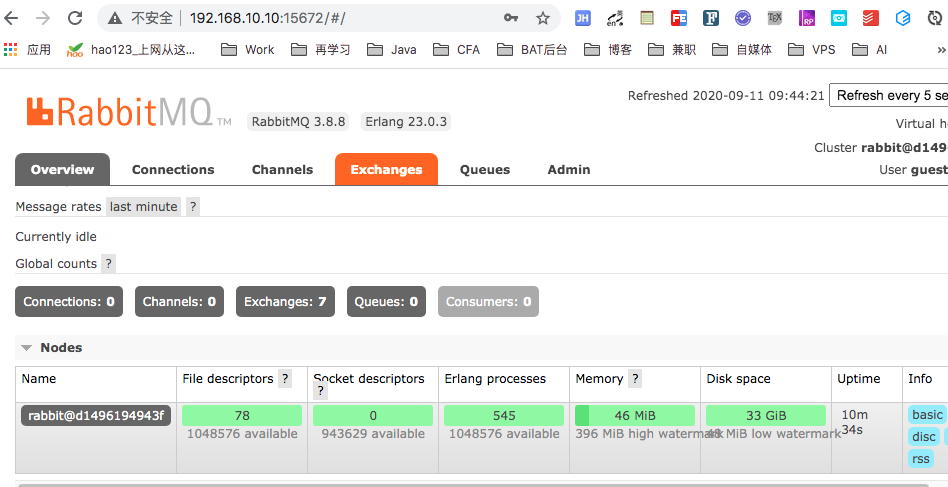 不安全 192.168.10.10:15672/#/
应用 hao123_上网从这... Work 再学习 Java CFA BAT后台 博客 兼职 自媒体 VPS AI »
Refreshed 2020-09-11 09:44:21 Refresh every 5 se
RabbitMQ TM RabbitMQ 3.8.8 Erlang 23.0.3
Virtual h
Cluster rabbit@d1496
User guest
Overview Connections Channels Exchanges Queues Admin
Message rates last minute ?
Currently idle
Global counts ?
Connections: 0 Channels: 0 Exchanges: 7 Queues: 0 Consumers: 0
Nodes
Name File descriptors ? Socket descriptors ? Erlang processes Memory ? Disk space Uptime Info
rabbit@d1496194943f 78 0 545 46 MiB 33 GiB 10m 34s basic
1048576 available 943629 available 1048576 available 396 MiB high watermark 48 MiB low watermark disc
rss